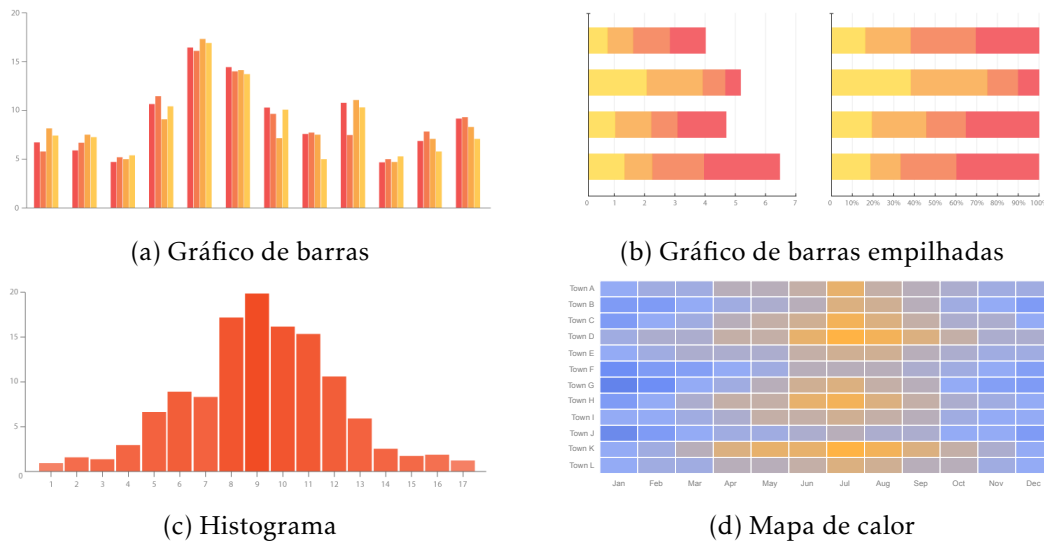 20
15
10
5
0
(a) Gráfico de barras
0 1 2 3 4 5 6 7
0 10% 20% 30% 40% 50% 60% 70% 80% 90% 100%
(b) Gráfico de barras empilhadas
20
15
10
5
0
1 2 3 4 5 6 7 8 9 10 11 12 13 14 15 16 17
(c) Histograma
Town A
Town B
Town C
Town D
Town E
Town F
Town G
Town H
Town I
Town J
Town K
Town L
Jan Feb Mar Apr May Jun Jul Aug Sep Oct Nov Dec
(d) Mapa de calor